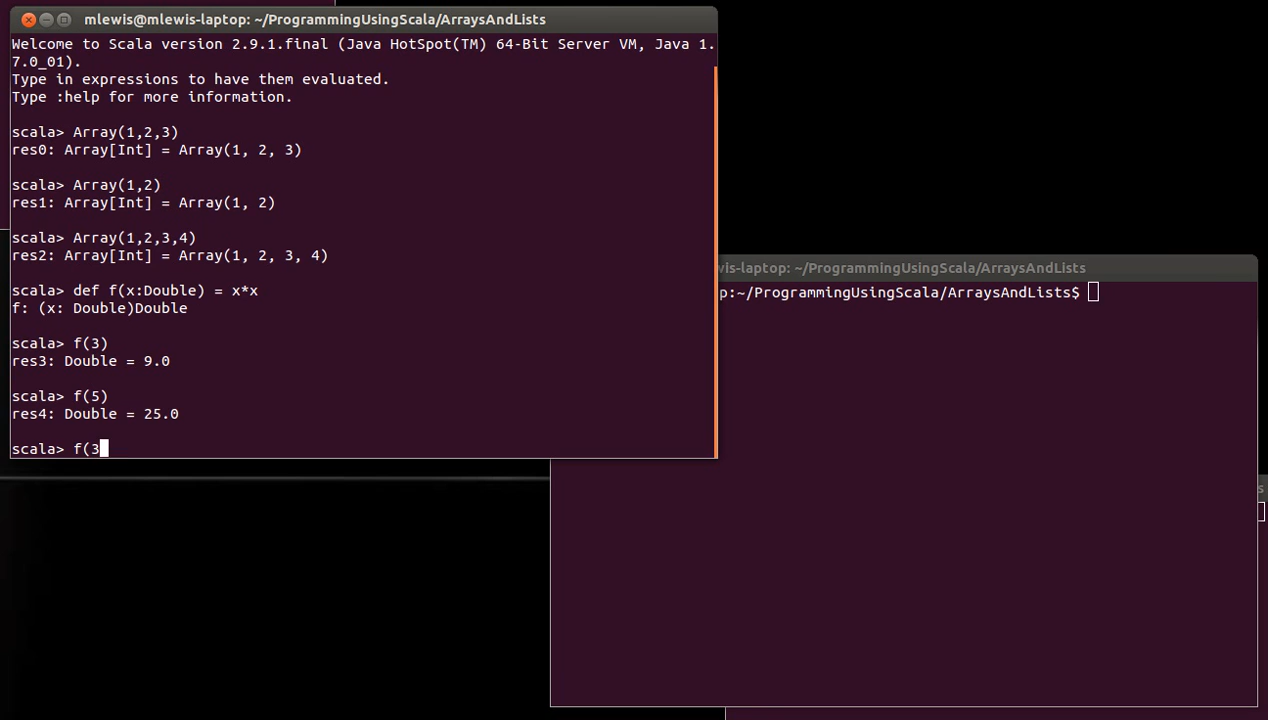 mlewis@mlewis-laptop: ~/ProgrammingUsingScala/ArraysAndLists
Welcome to Scala version 2.9.1.final (Java HotSpot(TM) 64-Bit Server VM, Java 1.
7.0_01).
Type in expressions to have them evaluated.
Type :help for more information.
scala> Array(1,2,3)
res0: Array[Int] = Array(1, 2, 3)
scala> Array(1,2)
res1: Array[Int] = Array(1, 2)
scala> Array(1,2,3,4)
res2: Array[Int] = Array(1, 2, 3, 4)
scala> def f(x:Double) = x*x
f: (x: Double)Double
scala> f(3)
res3: Double = 9.0
scala> f(5)
res4: Double = 25.0
scala> f(3
wis-laptop: ~/ProgrammingUsingScala/ArraysAndLists
p:~/ProgrammingUsingScala/ArraysAndLists$
s